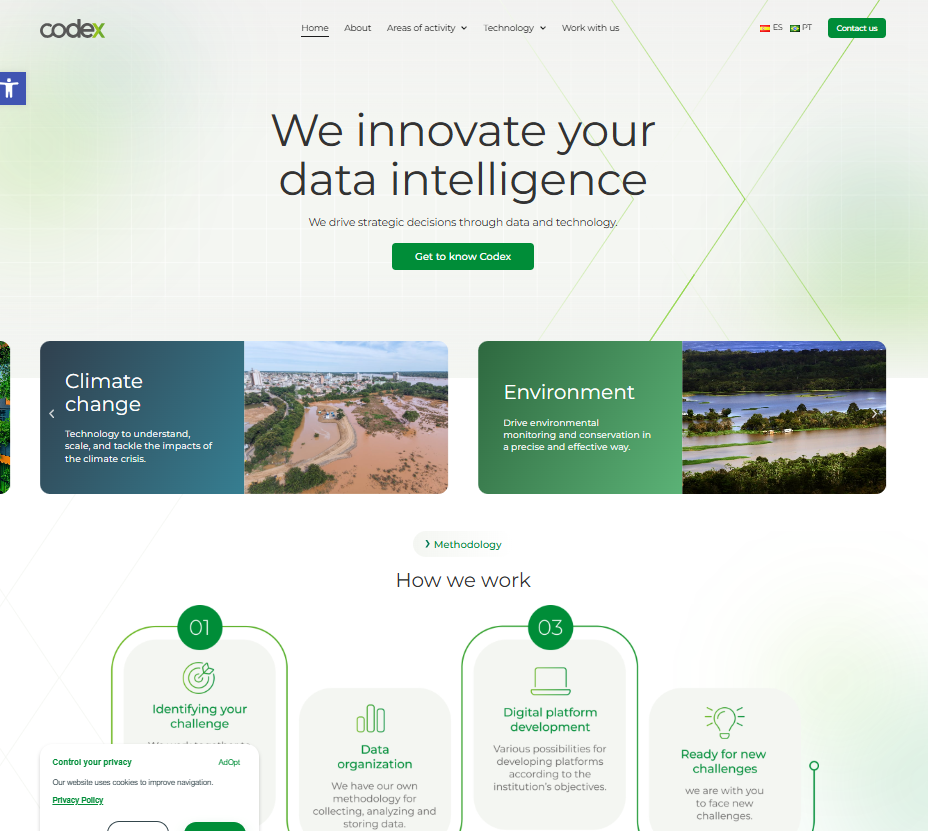 codex
Home
About
Areas of activity
Technology
Work with us
ES
PT
Contact us
We innovate your
data intelligence
We drive strategic decisions through data and technology.
Get to know Codex
Climate
change
Technology to understand,
scale, and tackle the impacts of
the climate crisis.
Environment
Drive environmental
monitoring and conservation in
a precise and effective way.
Methodology
How we work
01
Identifying your
challenge
Data
organization
We have our own
methodology for
collecting, analyzing and
storing data.
03
Digital platform
development
Various possibilities for
developing platforms
according to the
institution's objectives.
Ready for new
challenges
we are with you
to face new
challenges.
Control your privacy
AdOpt
Our website uses cookies to improve navigation.
Privacy Policy